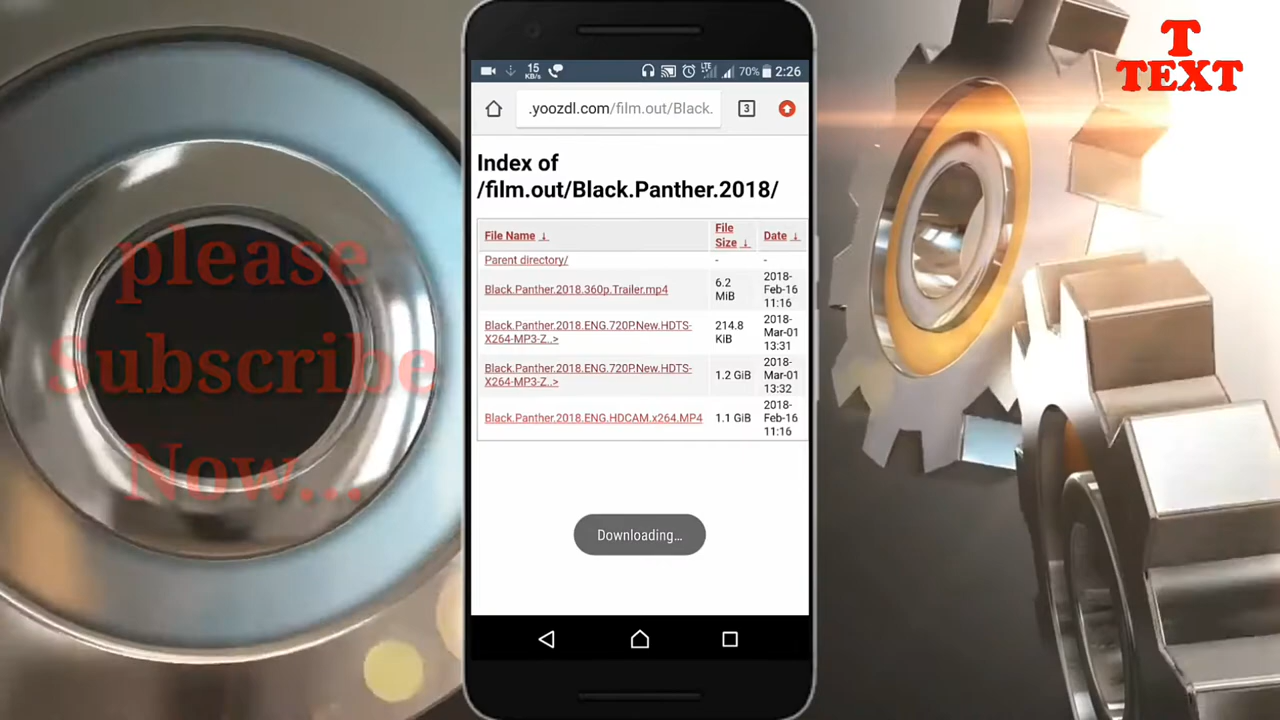 T
TEXT
please
Subscribe
Now...
15
KB/s
LTE
70%
2:26
.yoozdl.com/film.out/Black.
3
Index of
/film.out/Black.Panther.2018/
File Name ↓
File
Size ↓
Date ↓
Parent directory/
-
-
Black.Panther.2018.360p.Trailer.mp4
6.2
MiB
2018-
Feb-16
11:16
Black.Panther.2018.ENG.720P.New.HDTS-
X264-MP3-Z..>
214.8
KiB
2018-
Mar-01
13:31
Black.Panther.2018.ENG.720P.New.HDTS-
X264-MP3-Z..>
1.2 GiB
2018-
Mar-01
13:32
Black.Panther.2018.ENG.HDCAM.x264.MP4
1.1 GiB
2018-
Feb-16
11:16
Downloading...